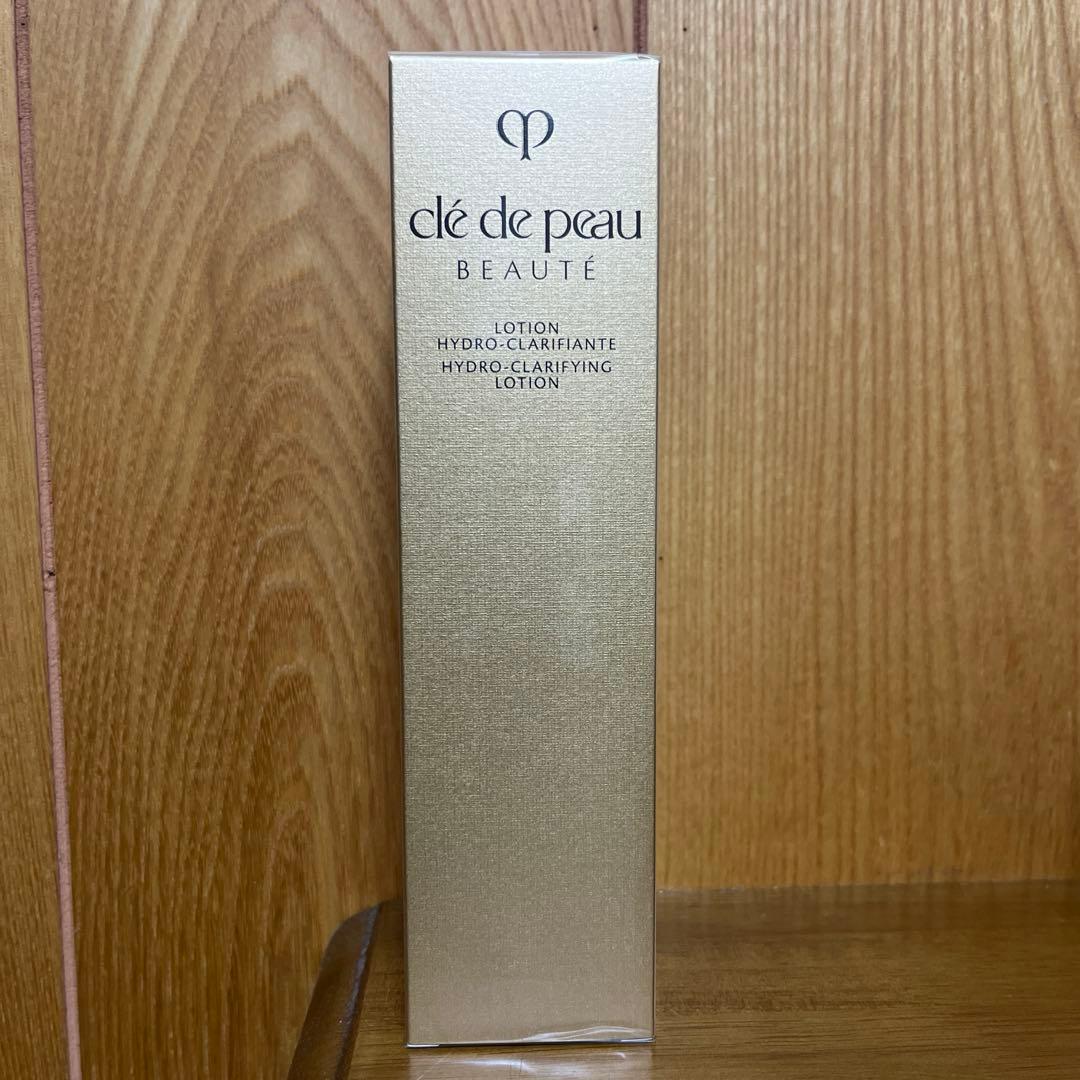 clé de peau
BEAUTÉ
LOTION
HYDRO-CLARIFIANTE
HYDRO-CLARIFYING
LOTION